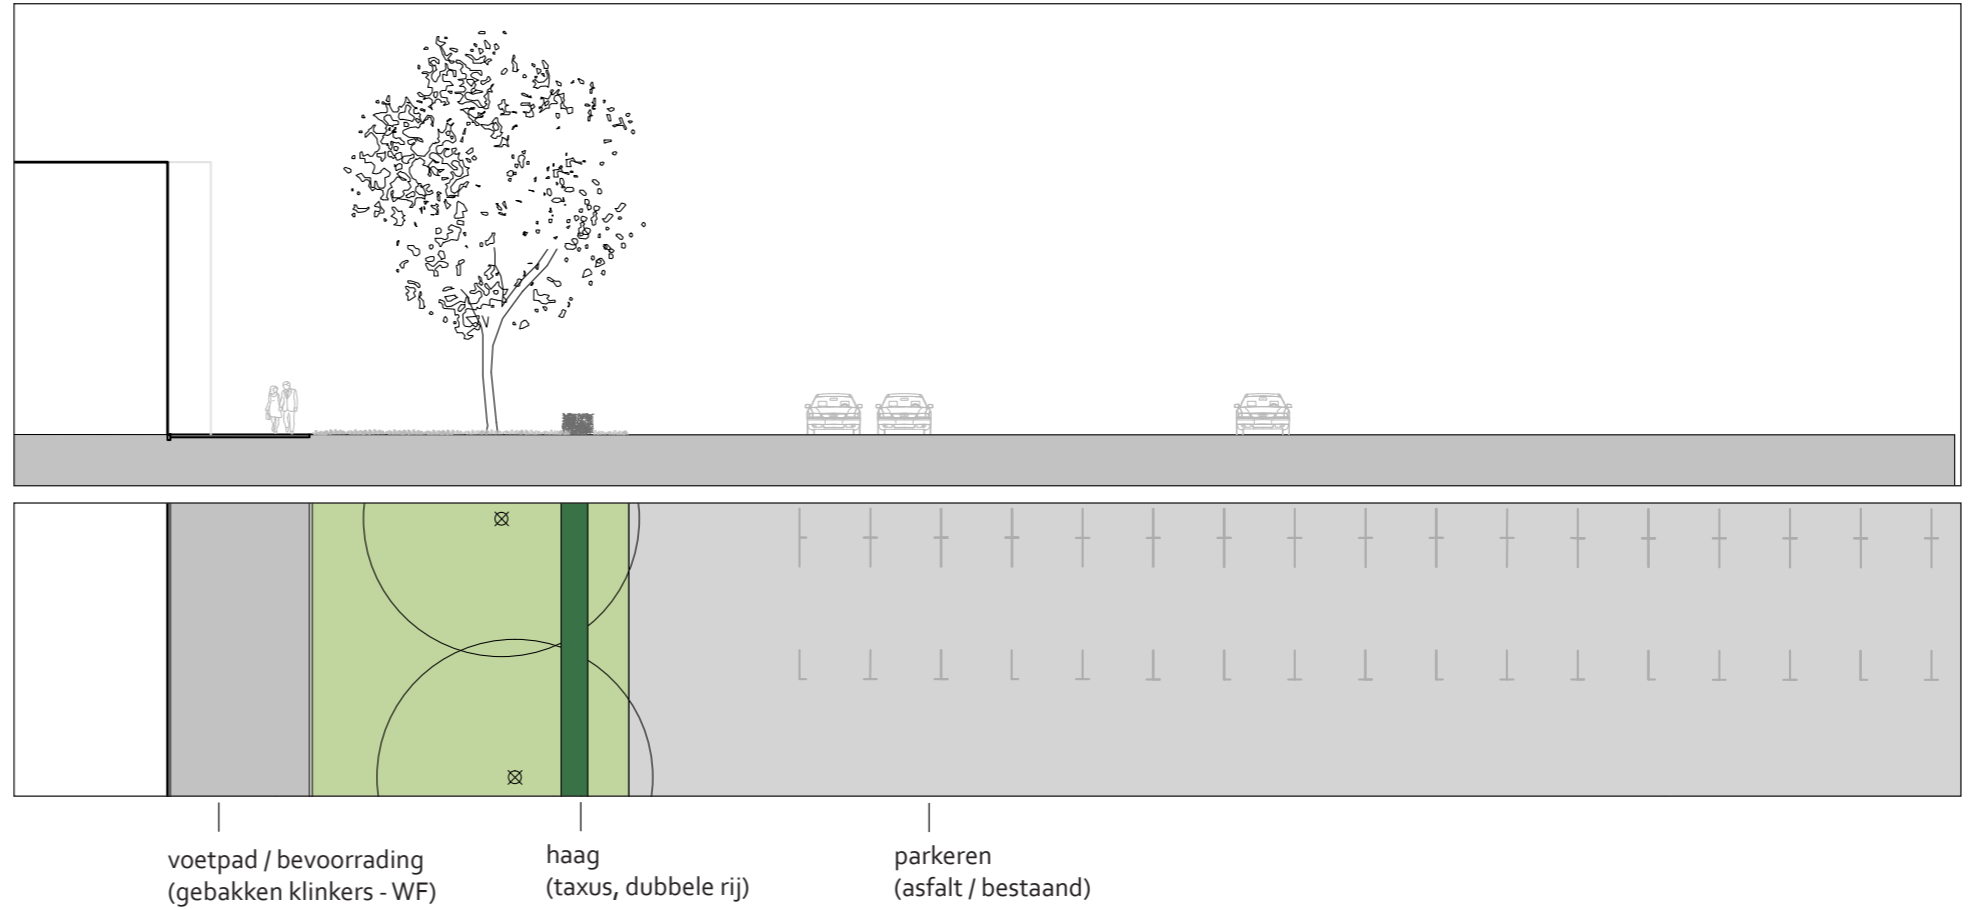 voetpad / bevoorrading
(gebakken klinkers - WF)
haag
(taxus, dubbele rij)
parkeren
(asfalt / bestaand)